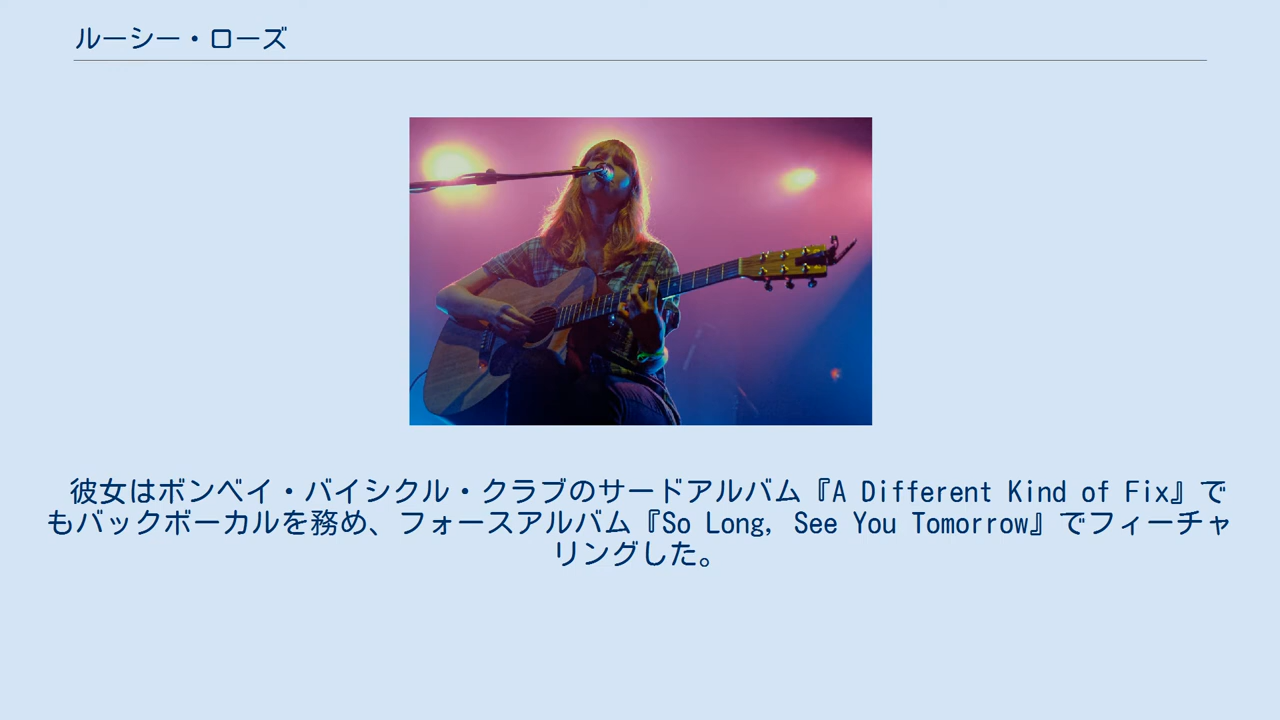 ルーシー・ローズ
彼女はボンベイ・バイシクル・クラブのサードアルバム『A Different Kind of Fix』で
もバックボーカルを務め、フォースアルバム『So Long, See You Tomorrow』でフィーチャ
リングした。